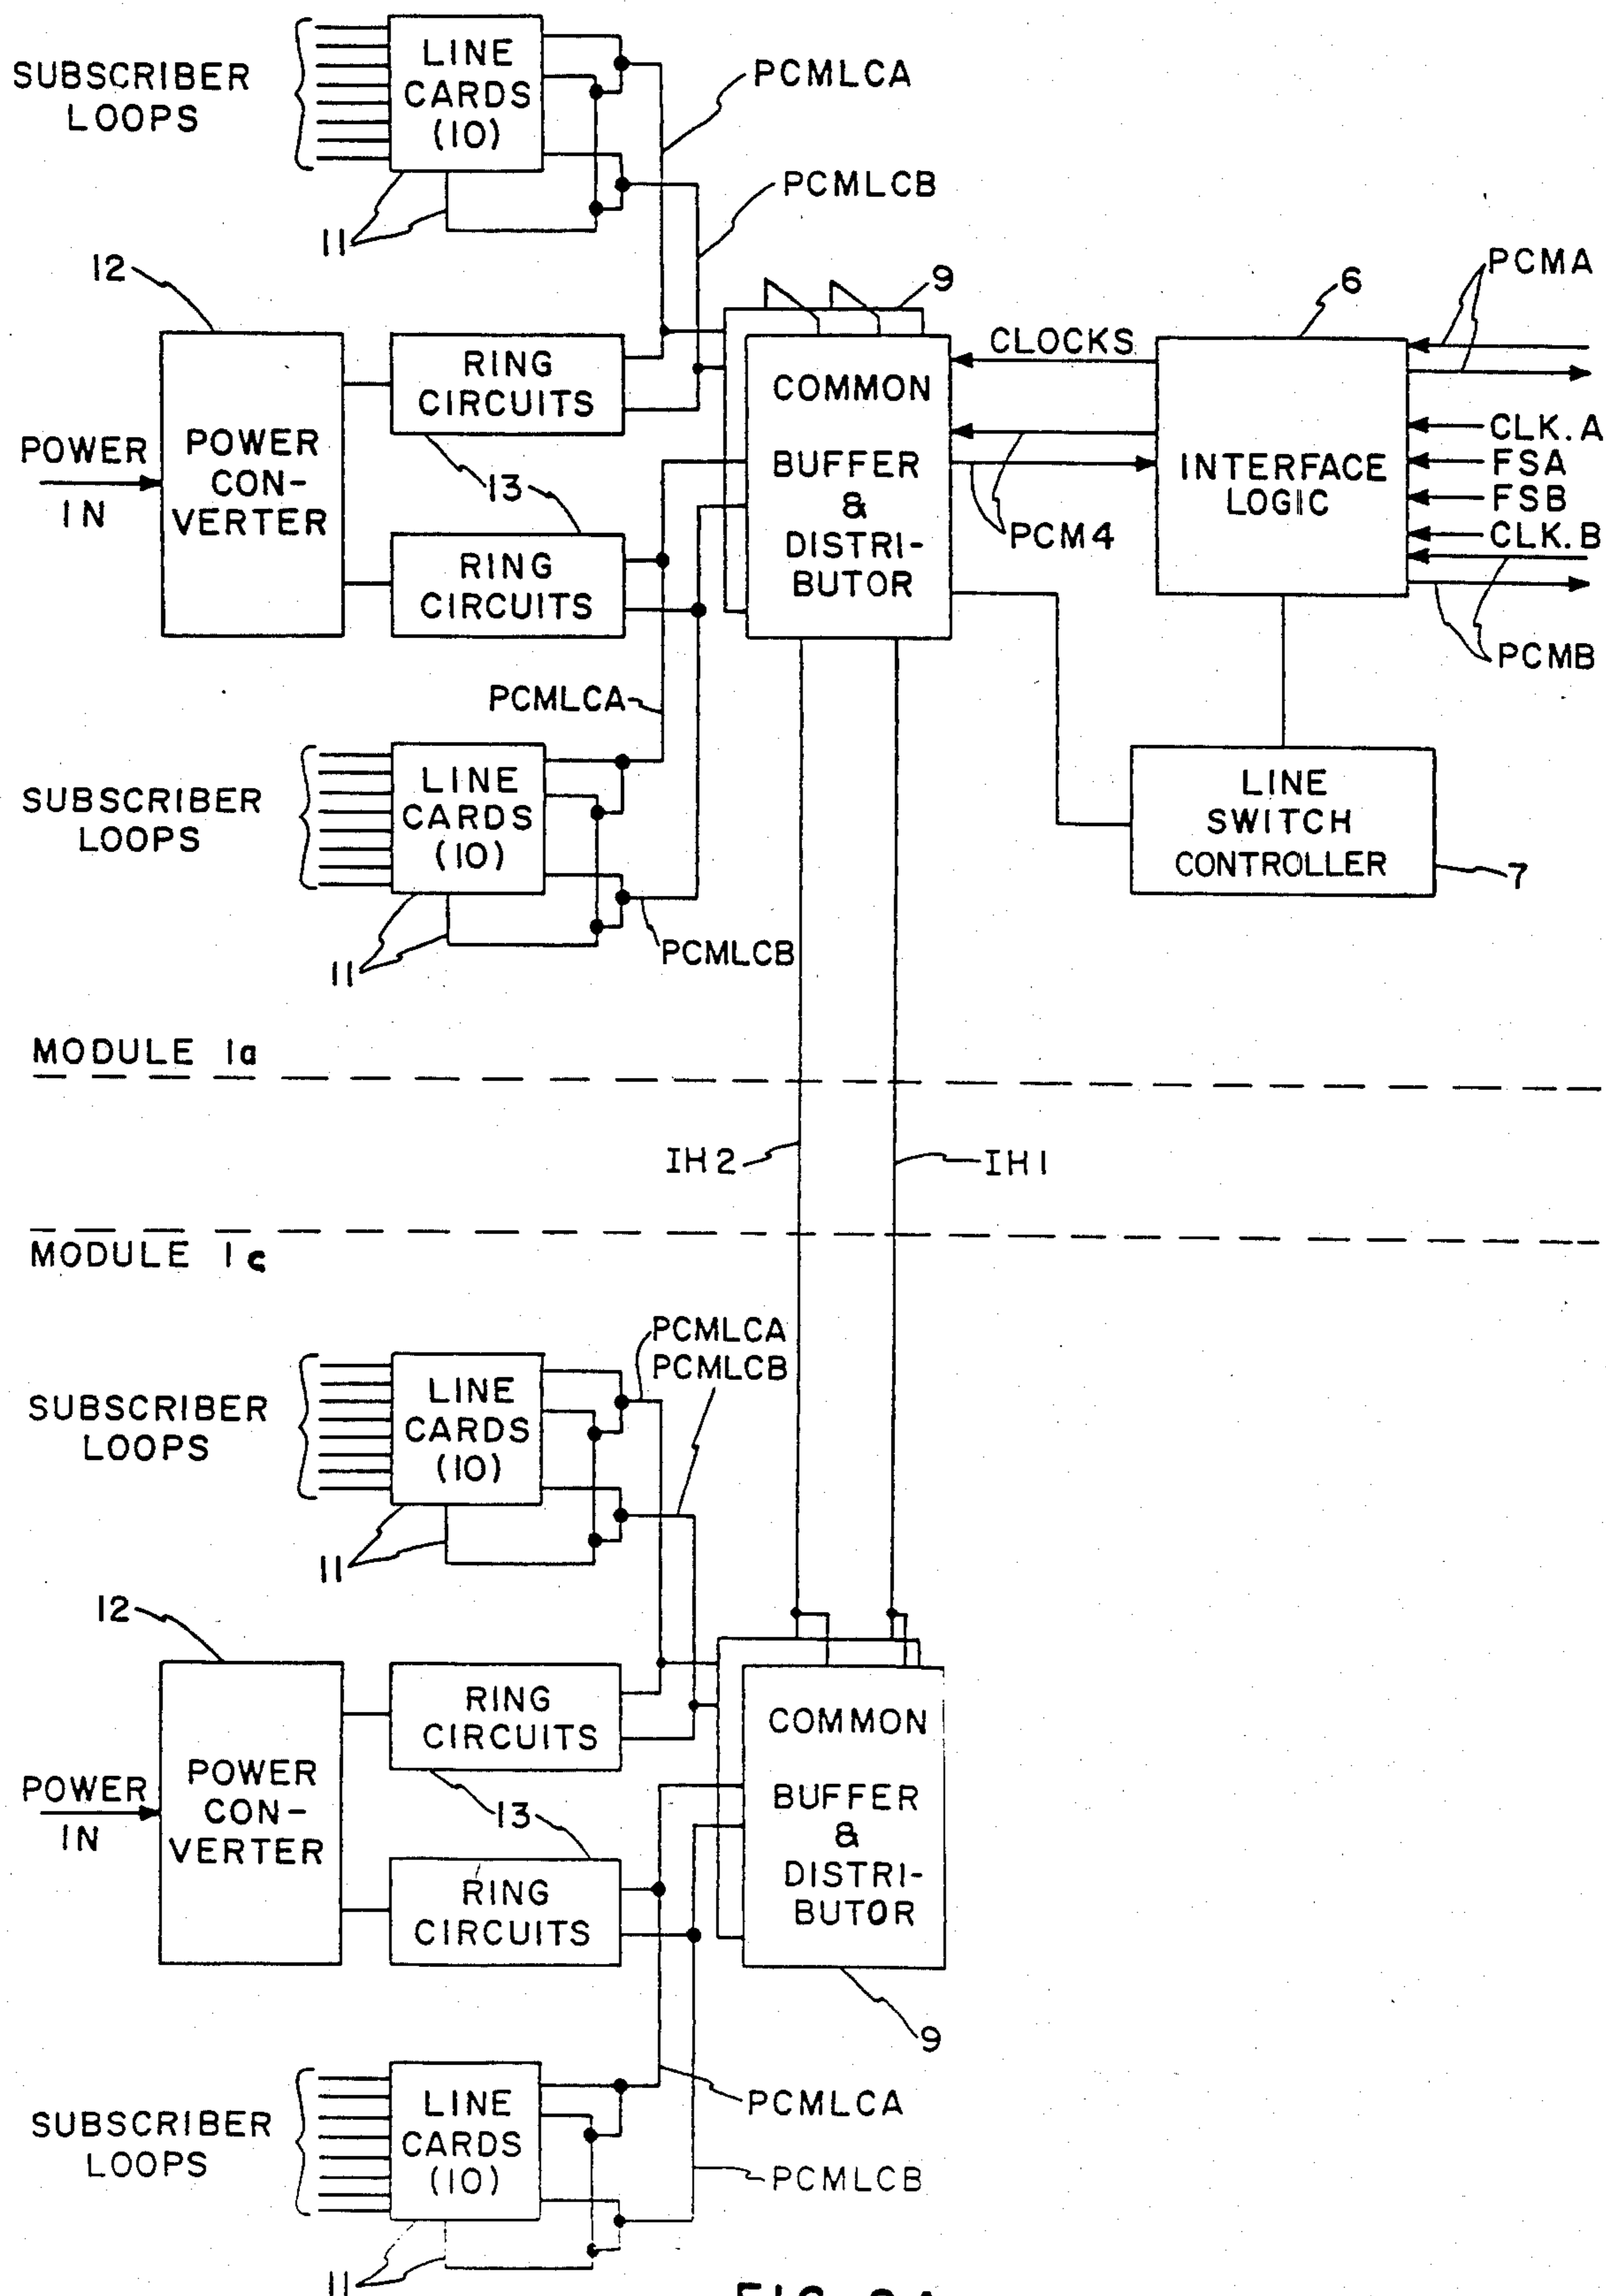 SUBSCRIBER
LOOPS
LINE
CARDS
(10)
PCMLCA
PCMLCB
11
12
9
6
PCMA
POWER
IN
POWER
CON-
VERTER
RING
CIRCUITS
13
RING
CIRCUITS
COMMON
BUFFER
&
DISTRI-
BUTOR
CLOCKS
PCM4
INTERFACE
LOGIC
CLK.A
FSA
FSB
CLK.B
PCMB
PCMLCA
SUBSCRIBER
LOOPS
LINE
CARDS
(10)
PCMLCB
11
LINE
SWITCH
CONTROLLER
7
MODULE 1a
IH2
IH1
MODULE 1c
PCMLCA
PCMLCB
SUBSCRIBER
LOOPS
LINE
CARDS
(10)
11
12
POWER
IN
POWER
CON-
VERTER
RING
CIRCUITS
13
RING
CIRCUITS
COMMON
BUFFER
&
DISTRI-
BUTOR
9
SUBSCRIBER
LOOPS
LINE
CARDS
(10)
PCMLCA
PCMLCB
11